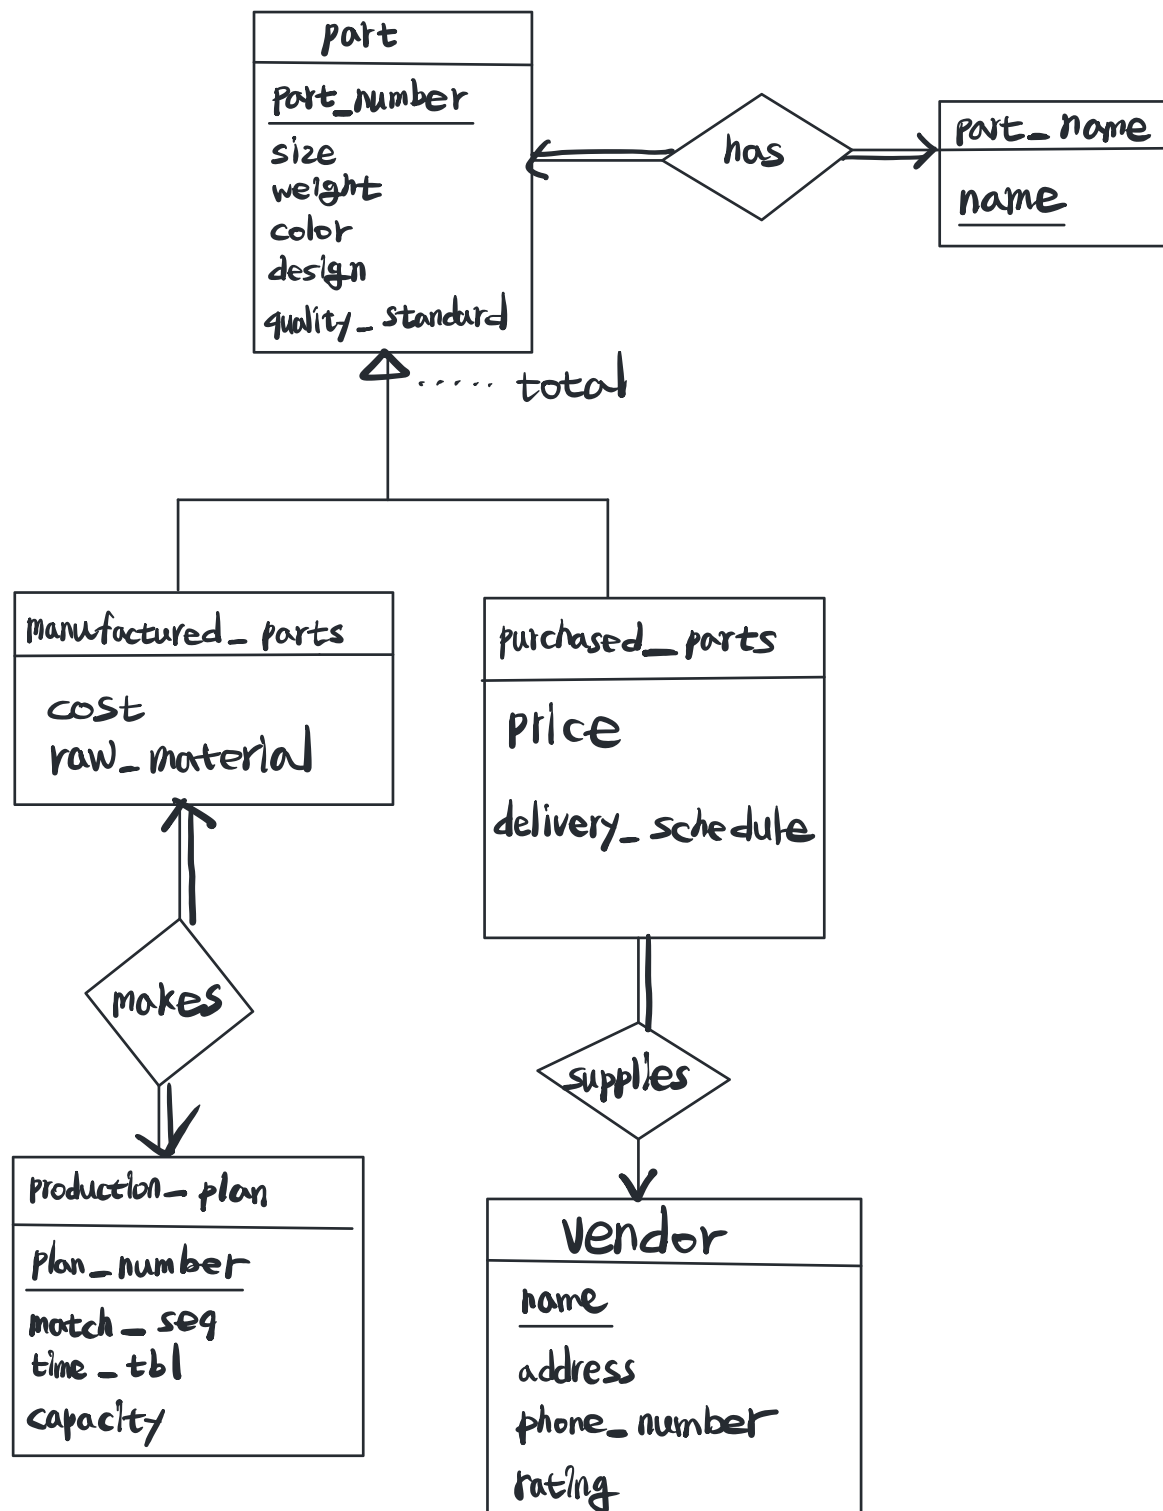 part
part_number
size
weight
color
design
quality_standard
has
part_name
name
total
manufactured_parts
cost
raw_material
purchased_parts
price
delivery_schedule
makes
supplies
production_plan
plan_number
match_seq
time_tbl
capacity
vendor
name
address
phone_number
rating